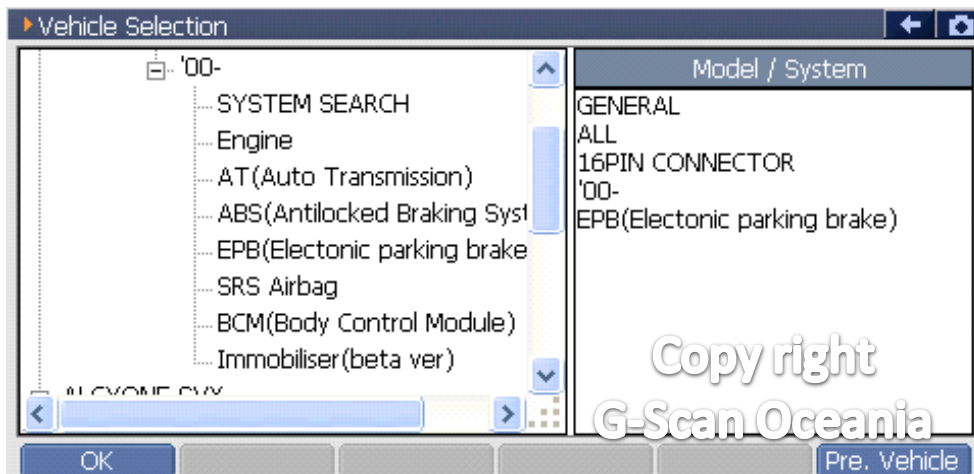 Vehicle Selection
'00-
SYSTEM SEARCH
Engine
AT(Auto Transmission)
ABS(Antilocked Braking Syst
EPB(Electonic parking brake
SRS Airbag
BCM(Body Control Module)
Immobiliser(beta ver)
ALCYONE SVX
Model / System
GENERAL
ALL
16PIN CONNECTOR
'00-
EPB(Electonic parking brake)
Copy right
G-Scan Oceania
OK
Pre. Vehicle